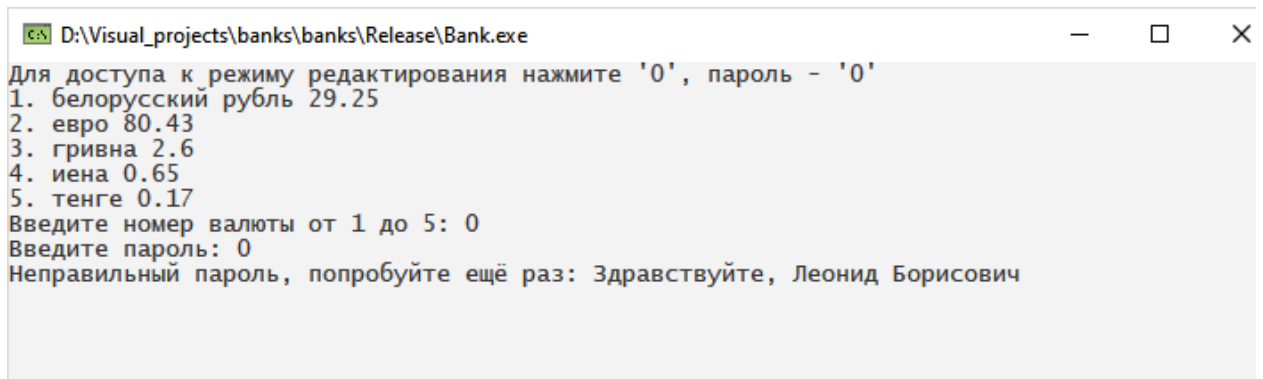 D:\Visual_projects\banks\banks\Release\Bank.exe
Для доступа к режиму редактирования нажмите '0', пароль - '0'
1. белорусский рубль 29.25
2. евро 80.43
3. гривна 2.6
4. иена 0.65
5. тенге 0.17
Введите номер валюты от 1 до 5: 0
Введите пароль: 0
Неправильный пароль, попробуйте ещё раз: Здравствуйте, Леонид Борисович